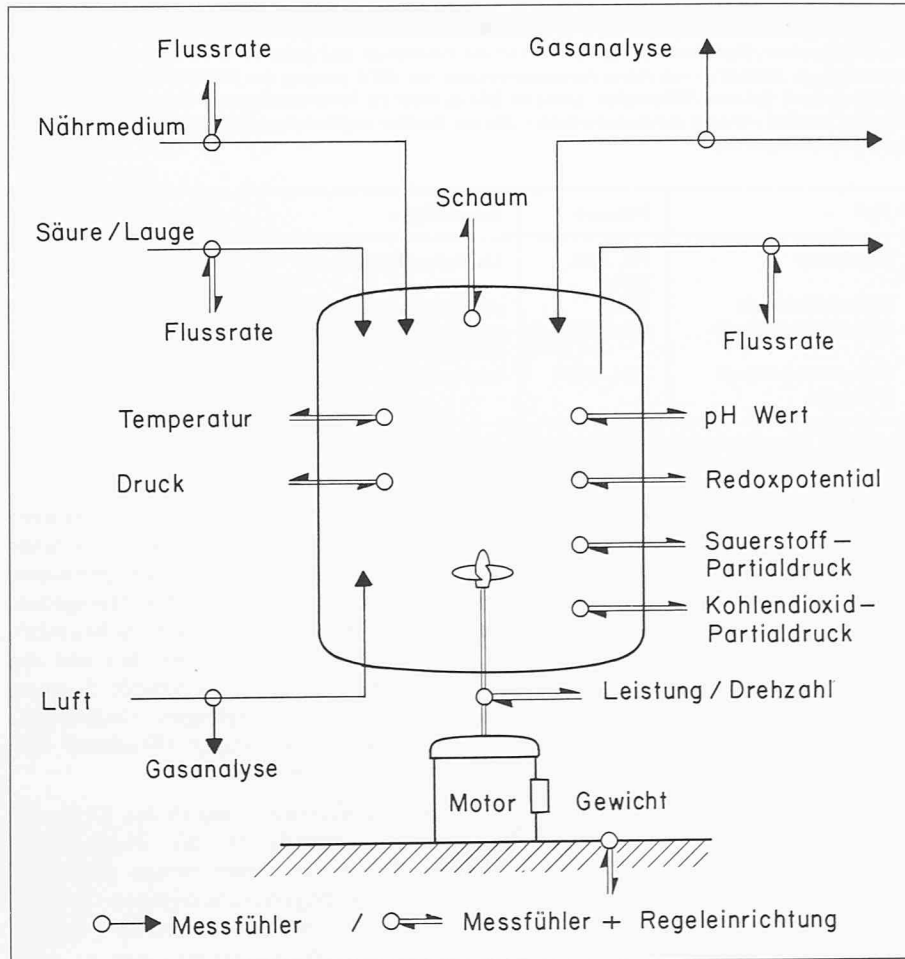 Flussrate
Gasanalyse
Nährmedium
Schaum
Säure / Lauge
Flussrate
Flussrate
Temperatur
pH Wert
Druck
Redoxpotential
Sauerstoff –
Partialdruck
Kohlendioxid –
Partialdruck
Luft
Leistung / Drehzahl
Gasanalyse
Motor
Gewicht
Messfühler / Messfühler + Regeleinrichtung